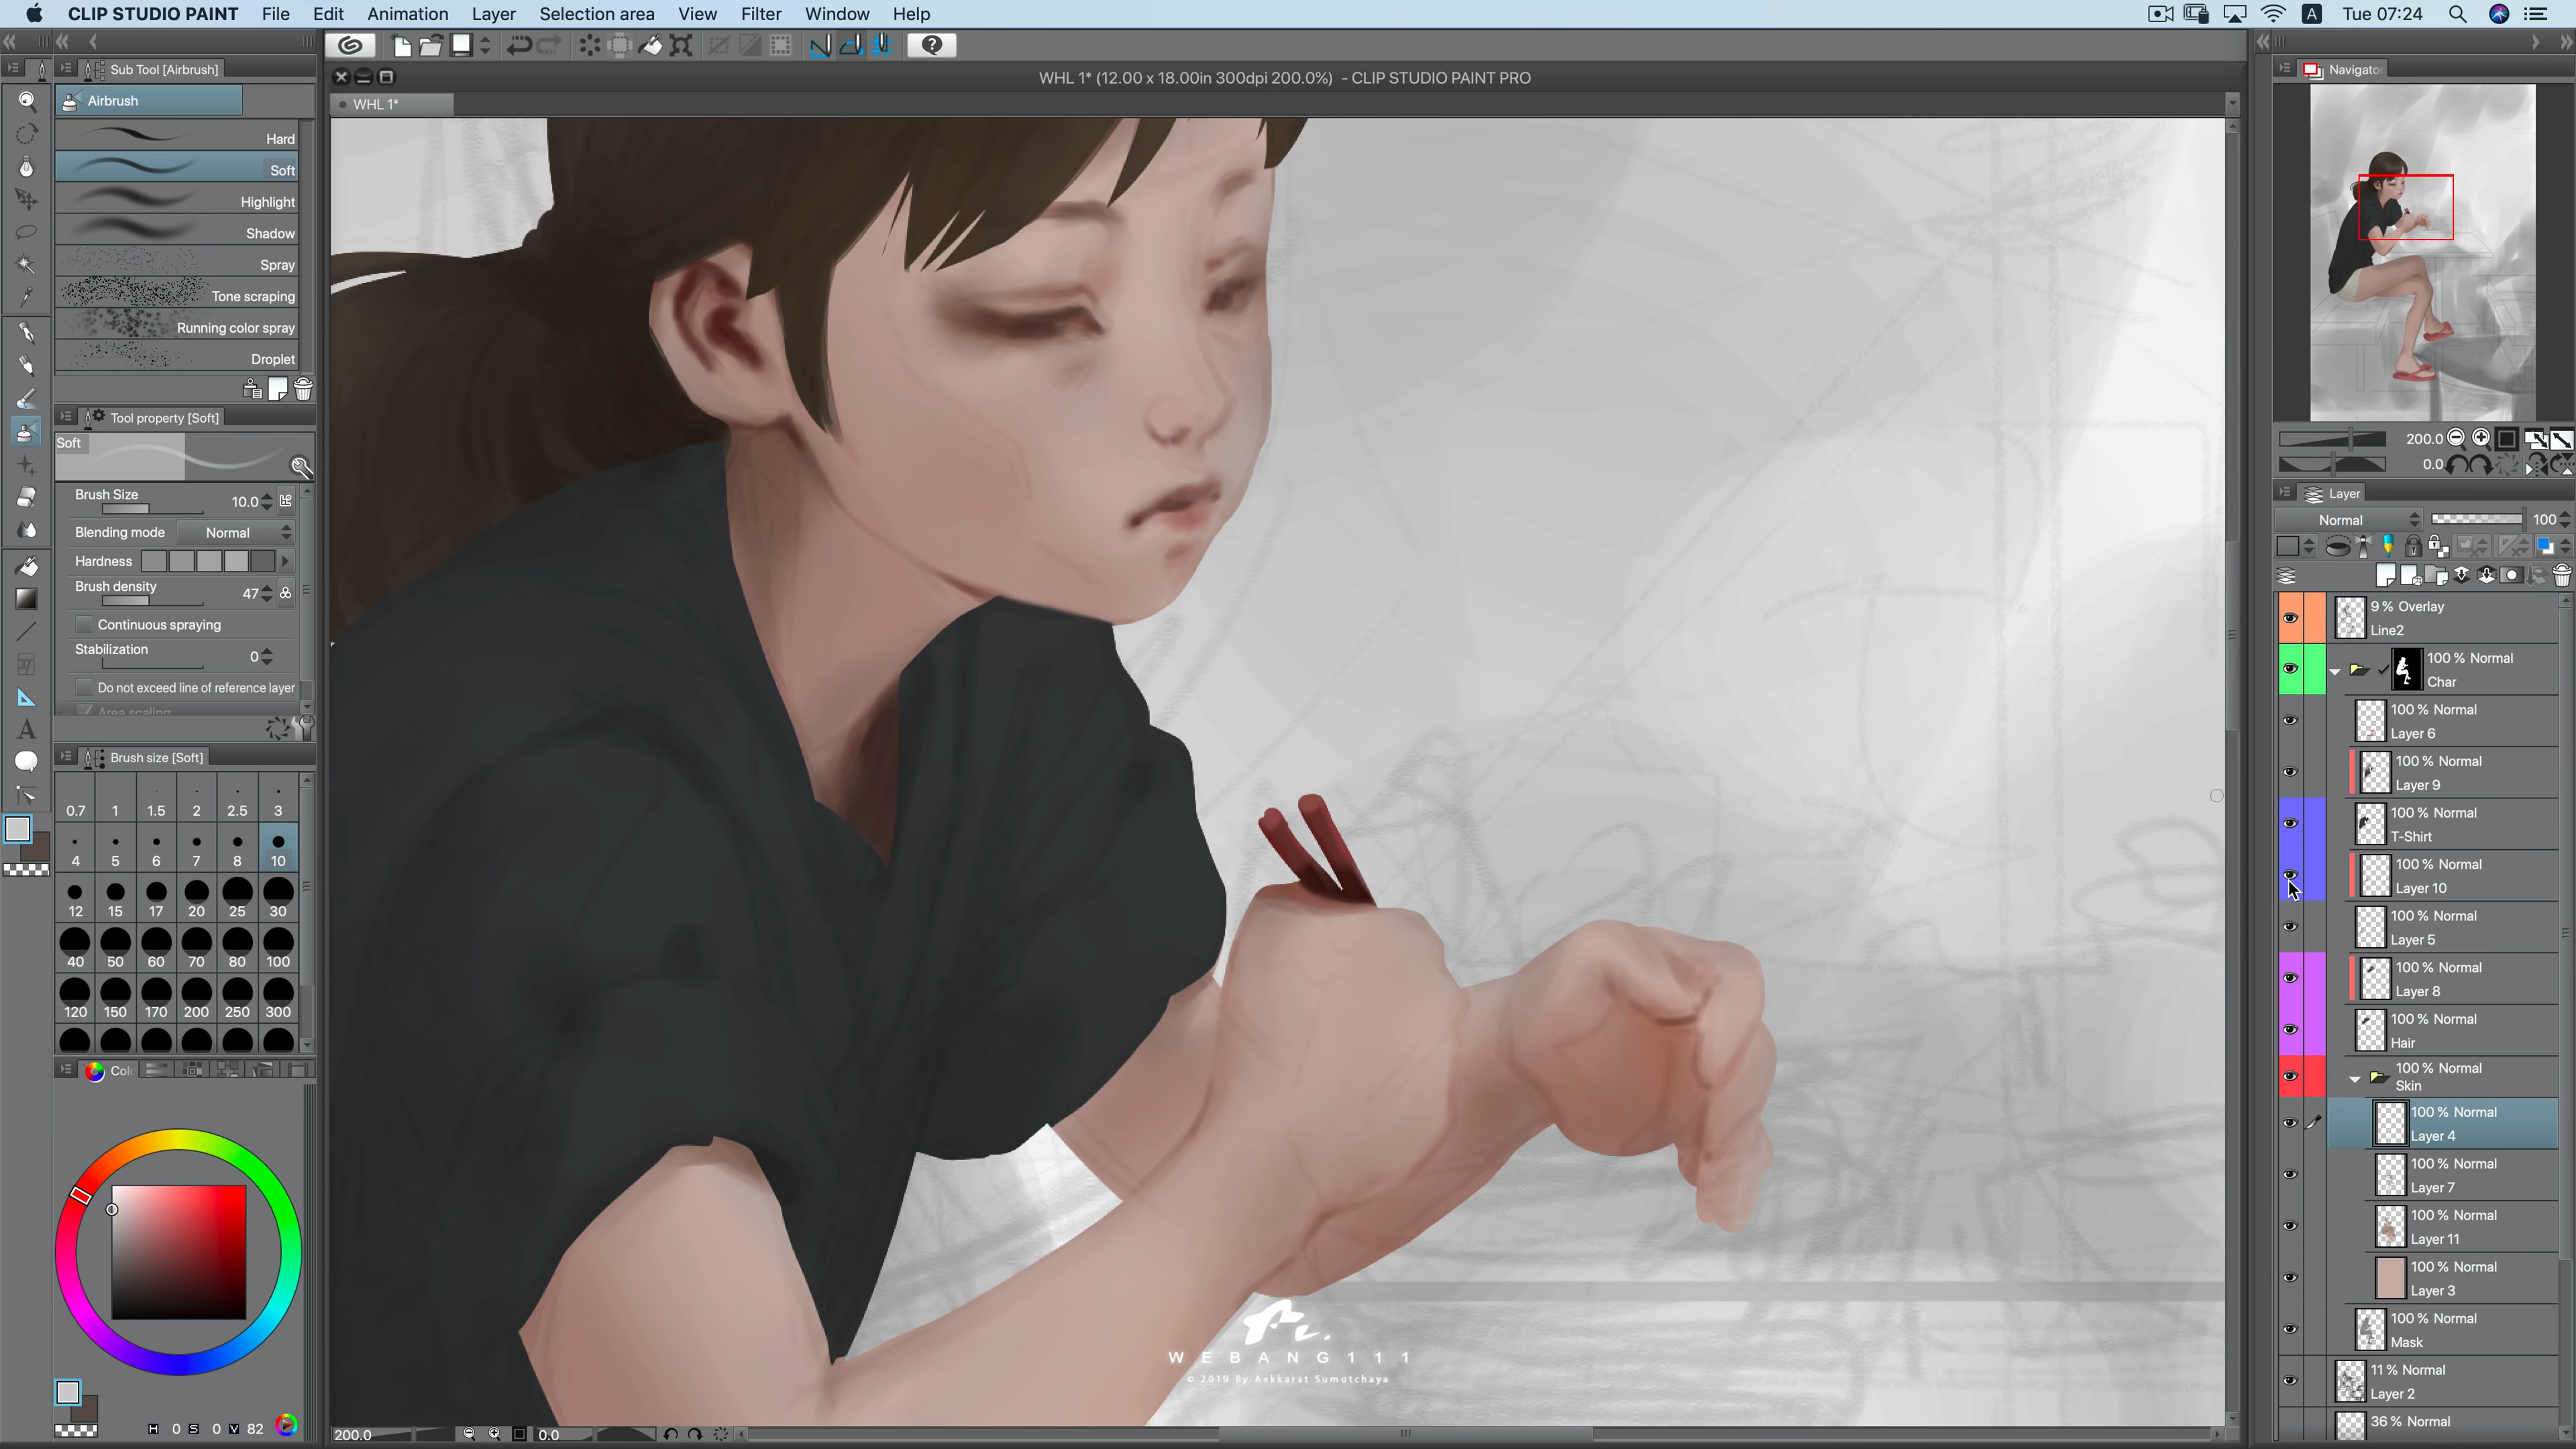 CLIP STUDIO PAINT File Edit Animation Layer Selection area View Filter Window Help
A Tue 07:24
Sub Tool [Airbrush]
Airbrush
Hard
Soft
Highlight
Shadow
Spray
Tone scraping
Running color spray
Droplet
Tool property [Soft]
Soft
Brush Size 10.0
Blending mode Normal
Hardness
Brush density 47
Continuous spraying
Stabilization 0
Do not exceed line of reference layer
Area scaling
Brush size [Soft]
0.7 1 1.5 2 2.5 3
4 5 6 7 8 10
12 15 17 20 25 30
40 50 60 70 80 100
120 150 170 200 250 300
Col
H 0 S 0 V 82
WHL 1* (12.00 x 18.00in 300dpi 200.0%) - CLIP STUDIO PAINT PRO
WHL 1*
WEBANG111
© 2019 By Aekkarat Sumutchaya
200.0 0.0
Navigato
200.0
0.0
Layer
Normal 100
9 % Overlay
Line2
100 % Normal
Char
100 % Normal
Layer 6
100 % Normal
Layer 9
100 % Normal
T-Shirt
100 % Normal
Layer 10
100 % Normal
Layer 5
100 % Normal
Layer 8
100 % Normal
Hair
100 % Normal
Skin
100 % Normal
Layer 4
100 % Normal
Layer 7
100 % Normal
Layer 11
100 % Normal
Layer 3
100 % Normal
Mask
11 % Normal
Layer 2
36 % Normal